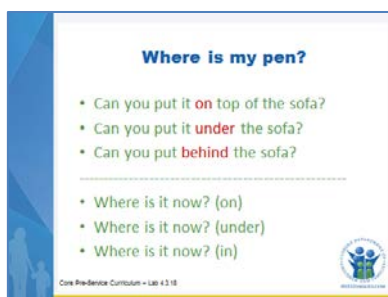 Where is my pen?
• Can you put it on top of the sofa?
• Can you put it under the sofa?
• Can you put behind the sofa?
--------------------------------------------------
• Where is it now? (on)
• Where is it now? (under)
• Where is it now? (in)
Core Pre-Service Curriculum – Lab 4.3.18